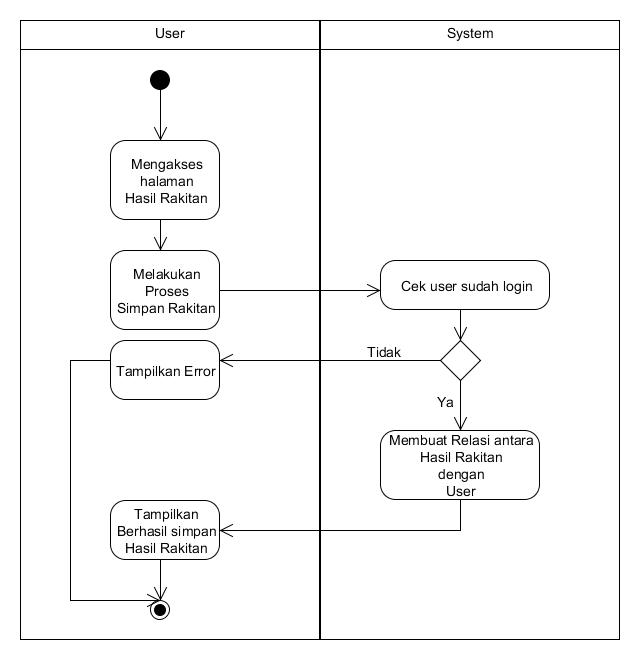 User
System
Mengakses
halaman
Hasil Rakitan
Melakukan
Proses
Simpan Rakitan
Cek user sudah login
Tidak
Tampilkan Error
Ya
Membuat Relasi antara
Hasil Rakitan
dengan
User
Tampilkan
Berhasil simpan
Hasil Rakitan